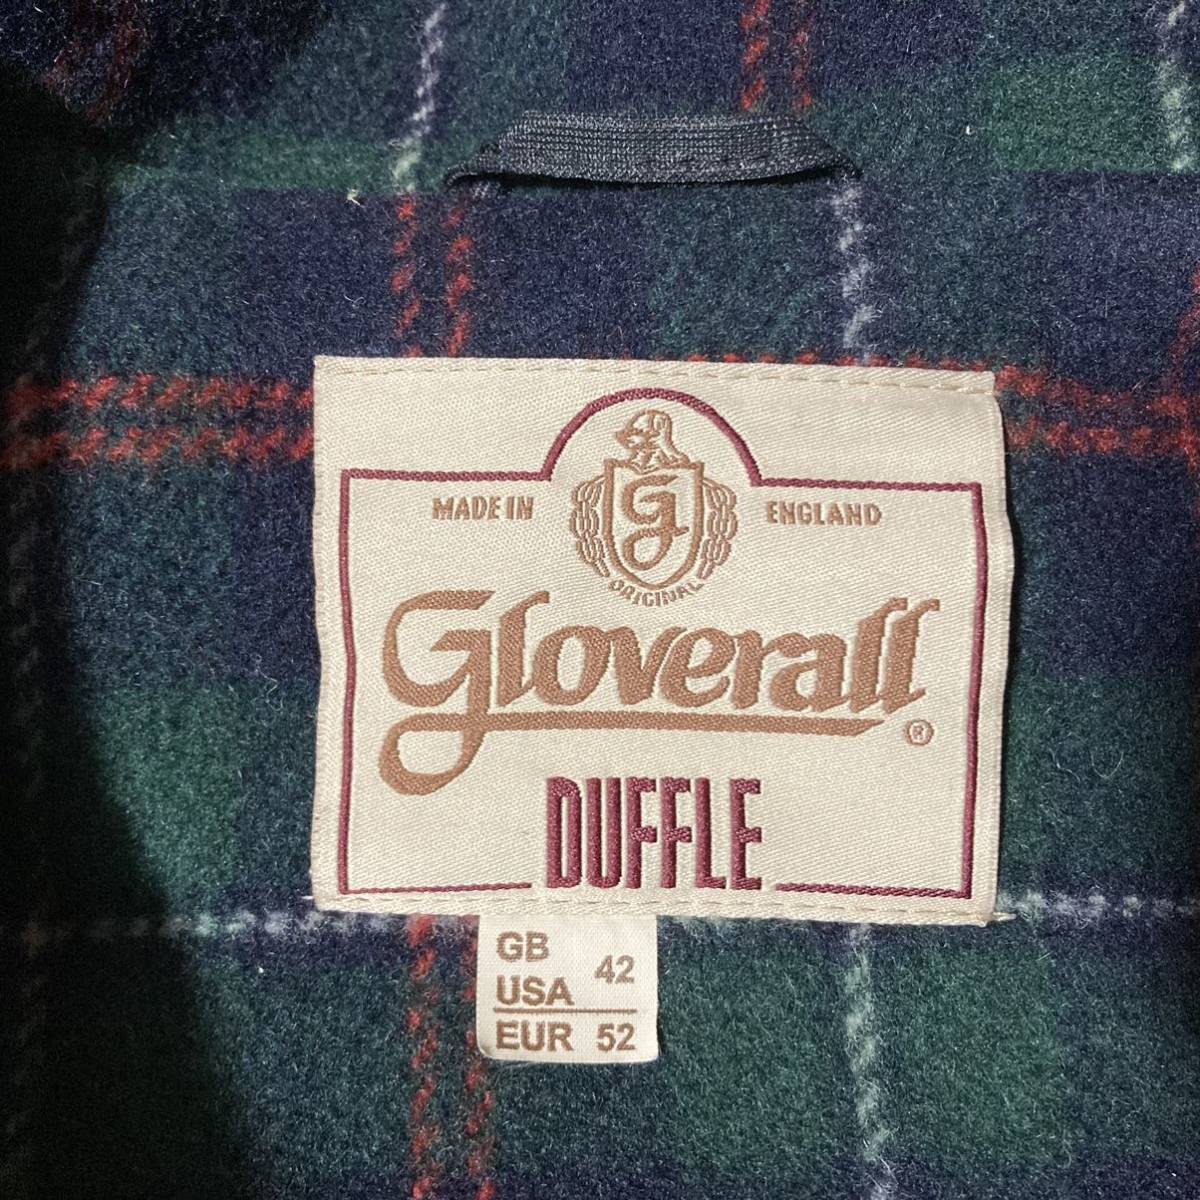 MADE IN G ENGLAND
ORIGINAL
Gloverall ®
DUFFLE
GB
USA 42
EUR 52